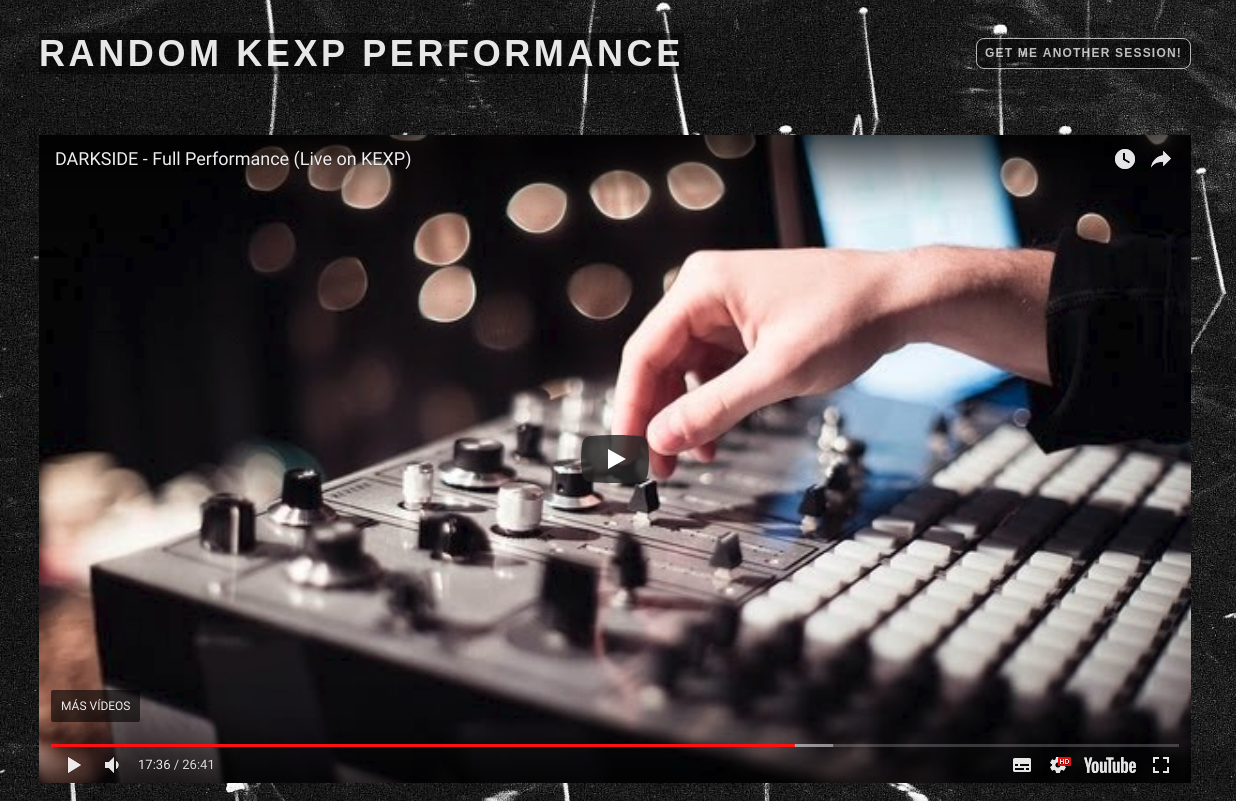 RANDOM KEXP PERFORMANCE
GET ME ANOTHER SESSION!
DARKSIDE - Full Performance (Live on KEXP)
MÁS VÍDEOS
17:36 / 26:41
HD
YouTube